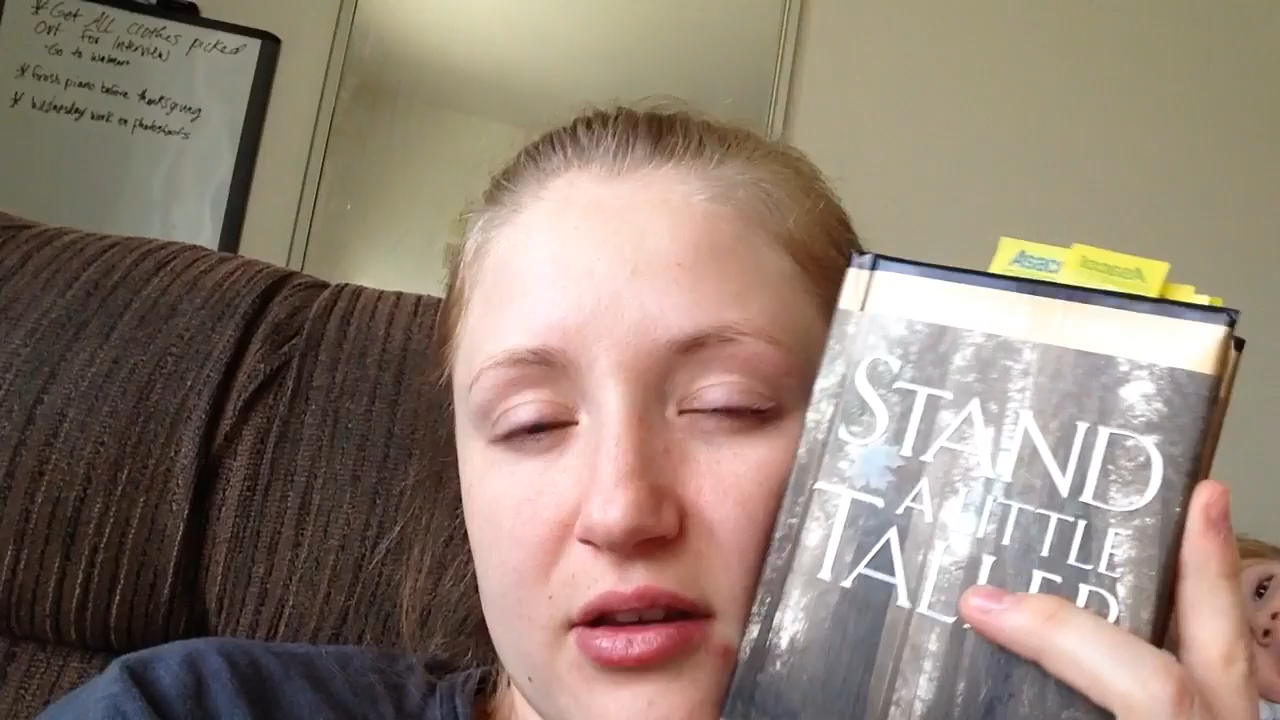 * Get All clothes picked
Out For Interview
- Go to Walmart
* finish piano before thanksgiving
* Wednesday work on photoshoots
STAND
A LITTLE
TALLER